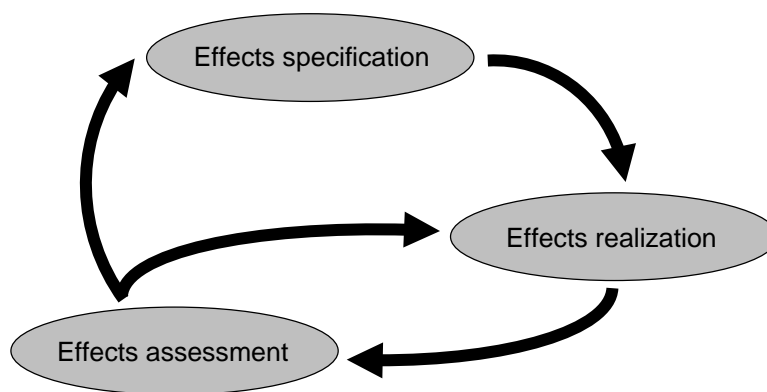 Effects specification
Effects realization
Effects assessment